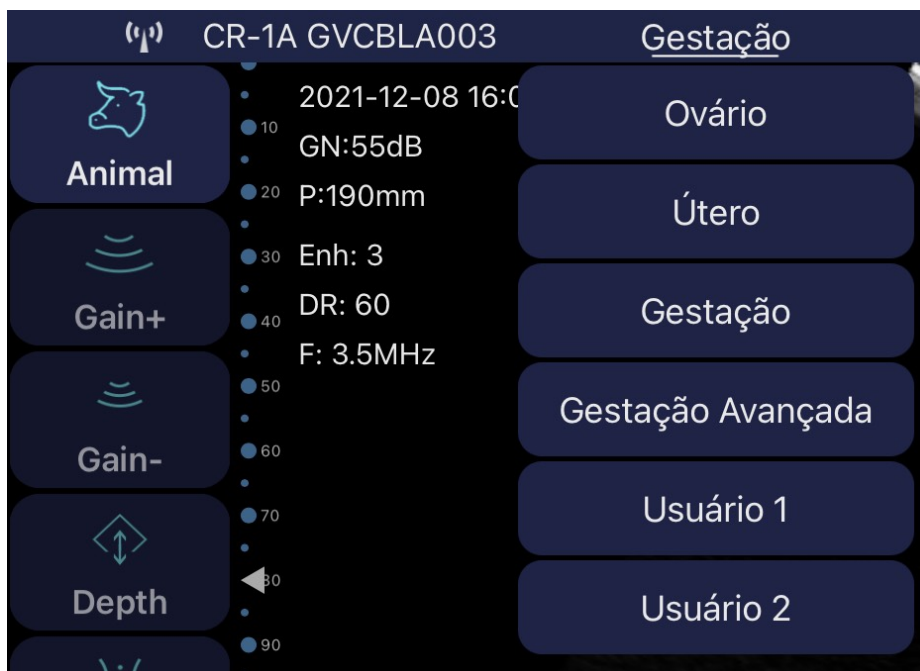 CR-1A GVCBLA003
Gestação
Animal
Gain+
Gain-
Depth
10
20
30
40
50
60
70
90
2021-12-08 16:0
GN:55dB
P:190mm
Enh: 3
DR: 60
F: 3.5MHz
Ovário
Útero
Gestação
Gestação Avançada
Usuário 1
Usuário 2